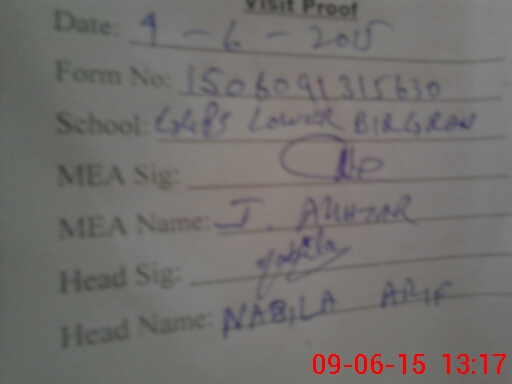 Visit Proof
Date: 9 - 6 - 2015
Form No: 1506091315630
School: GGPS LOWER BIRGRAN
MEA Sig:
MEA Name: J. AKHTAR
Head Sig: Nabila
Head Name: NABILA ARIF
09-06-15 13:17